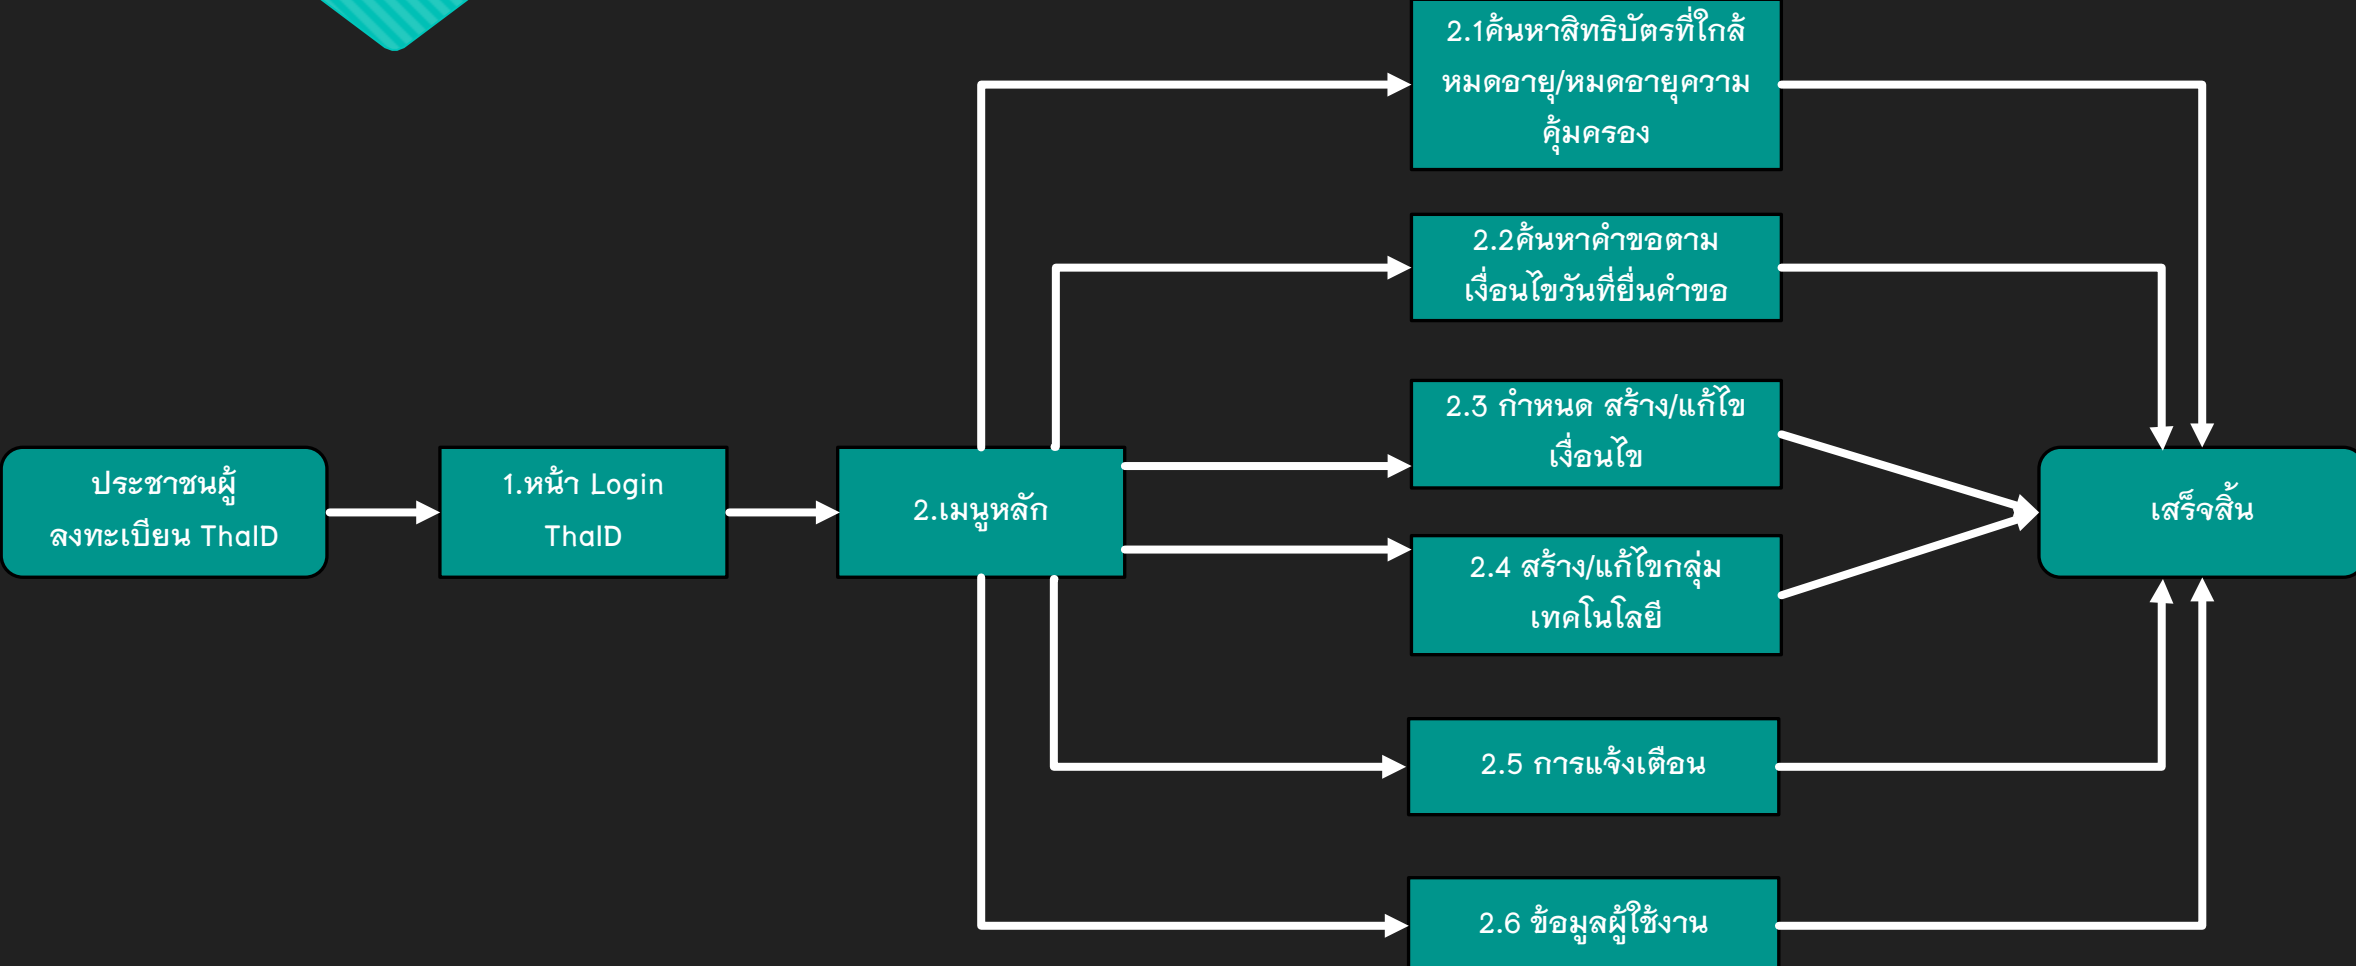 ประชาชนผู้
ลงทะเบียน ThaID
1.หน้า Login
ThaID
2.เมนูหลัก
2.1ค้นหาสิทธิบัตรที่ใกล้
หมดอายุ/หมดอายุความ
คุ้มครอง
2.2ค้นหาคำขอตาม
เงื่อนไขวันที่ยื่นคำขอ
2.3 กำหนด สร้าง/แก้ไข
เงื่อนไข
2.4 สร้าง/แก้ไขกลุ่ม
เทคโนโลยี
2.5 การแจ้งเตือน
2.6 ข้อมูลผู้ใช้งาน
เสร็จสิ้น